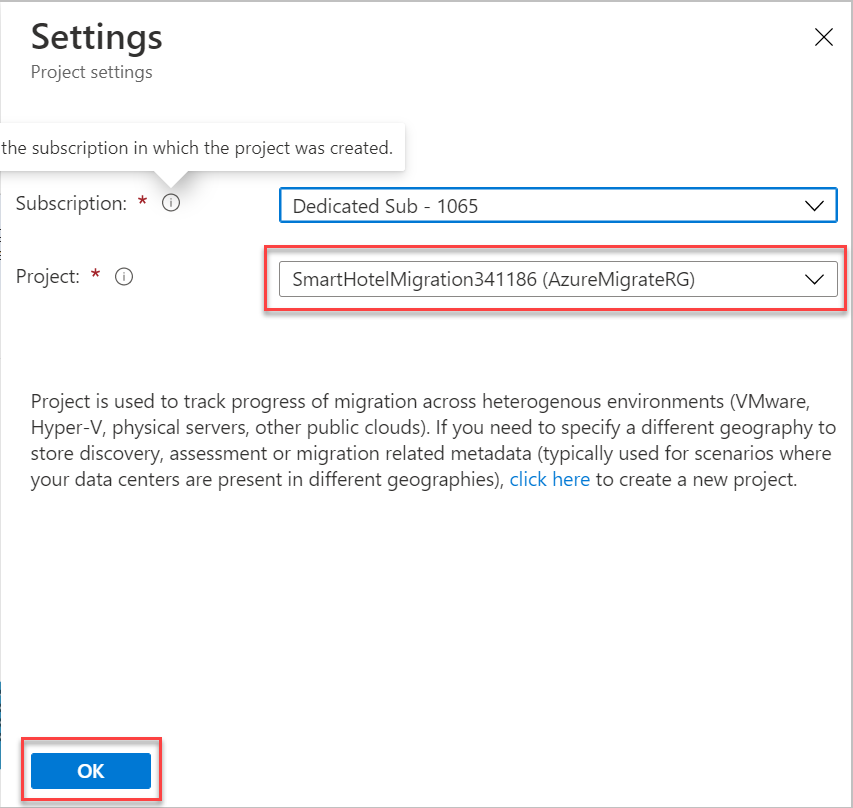 Settings
Project settings
the subscription in which the project was created.
Subscription: *
Dedicated Sub - 1065
Project: *
SmartHotelMigration341186 (AzureMigrateRG)
Project is used to track progress of migration across heterogenous environments (VMware,
Hyper-V, physical servers, other public clouds). If you need to specify a different geography to
store discovery, assessment or migration related metadata (typically used for scenarios where
your data centers are present in different geographies), click here to create a new project.
OK